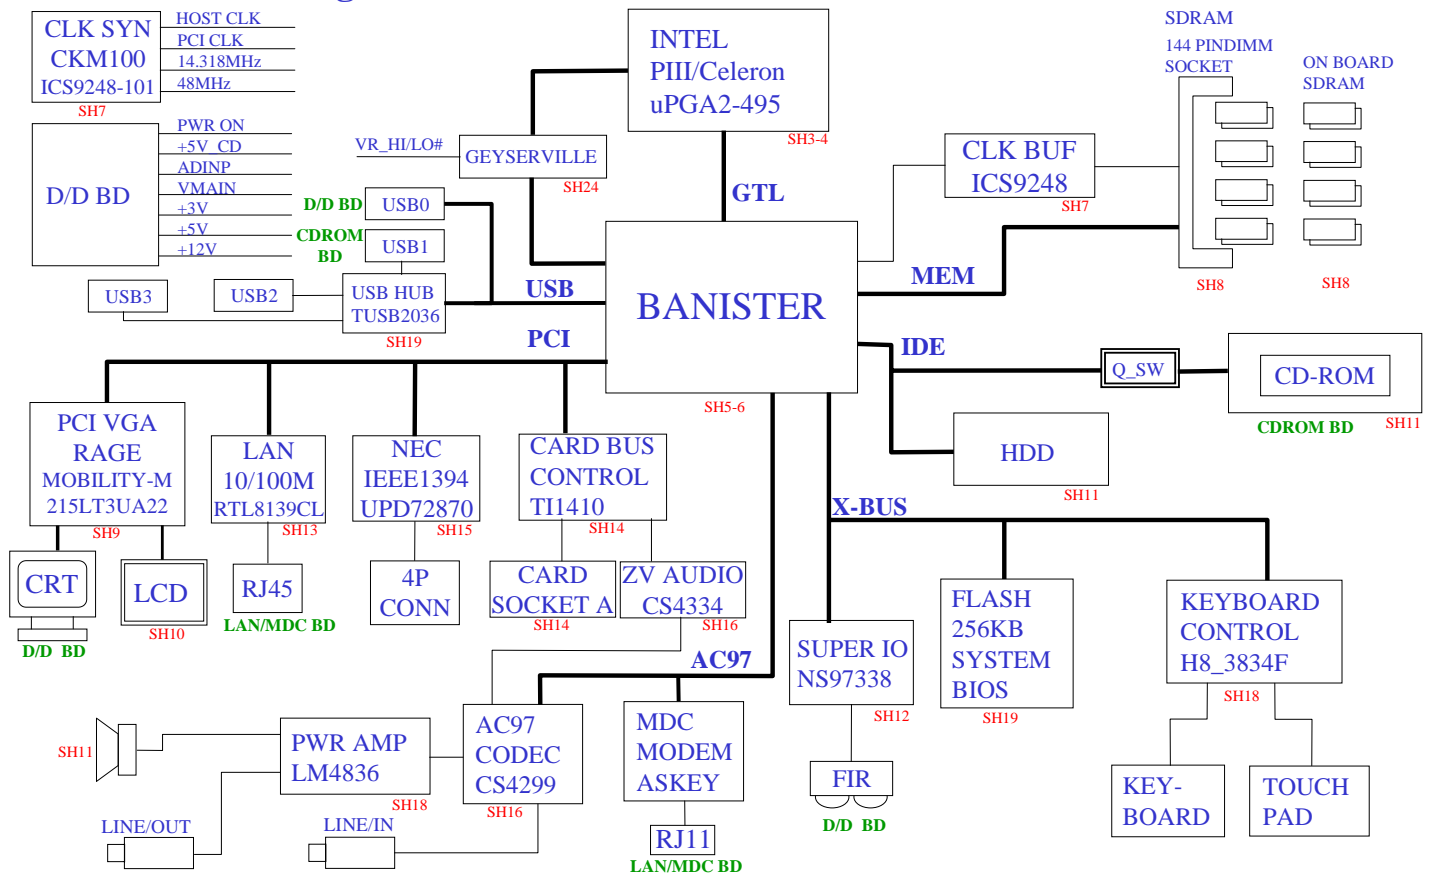 CLK SYN
CKM100
ICS9248-101
SH7
HOST CLK
PCI CLK
14.318MHz
48MHz
D/D BD
PWR ON
+5V_CD
ADINP
VMAIN
+3V
+5V
+12V
INTEL
PIII/Celeron
uPGA2-495
SH3-4
VR_HI/LO#
GEYSERVILLE
SH24
GTL
SDRAM
144 PINDIMM
SOCKET
ON BOARD
SDRAM
SH8
SH8
CLK BUF
ICS9248
SH7
MEM
D/D BD
USB0
CDROM
BD
USB1
USB3
USB2
USB HUB
TUSB2036
SH19
USB
PCI
BANISTER
SH5-6
IDE
Q_SW
CD-ROM
CDROM BD
SH11
HDD
SH11
PCI VGA
RAGE
MOBILITY-M
215LT3UA22
SH9
LAN
10/100M
RTL8139CL
SH13
NEC
IEEE1394
UPD72870
SH15
CARD BUS
CONTROL
TI1410
SH14
X-BUS
CRT
D/D BD
LCD
SH10
RJ45
LAN/MDC BD
4P
CONN
CARD
SOCKET A
SH14
ZV AUDIO
CS4334
SH16
AC97
SUPER IO
NS97338
SH12
FLASH
256KB
SYSTEM
BIOS
SH19
KEYBOARD
CONTROL
H8_3834F
SH18
SH11
PWR AMP
LM4836
SH18
AC97
CODEC
CS4299
SH16
MDC
MODEM
ASKEY
RJ11
LAN/MDC BD
FIR
D/D BD
KEY-
BOARD
TOUCH
PAD
LINE/OUT
LINE/IN